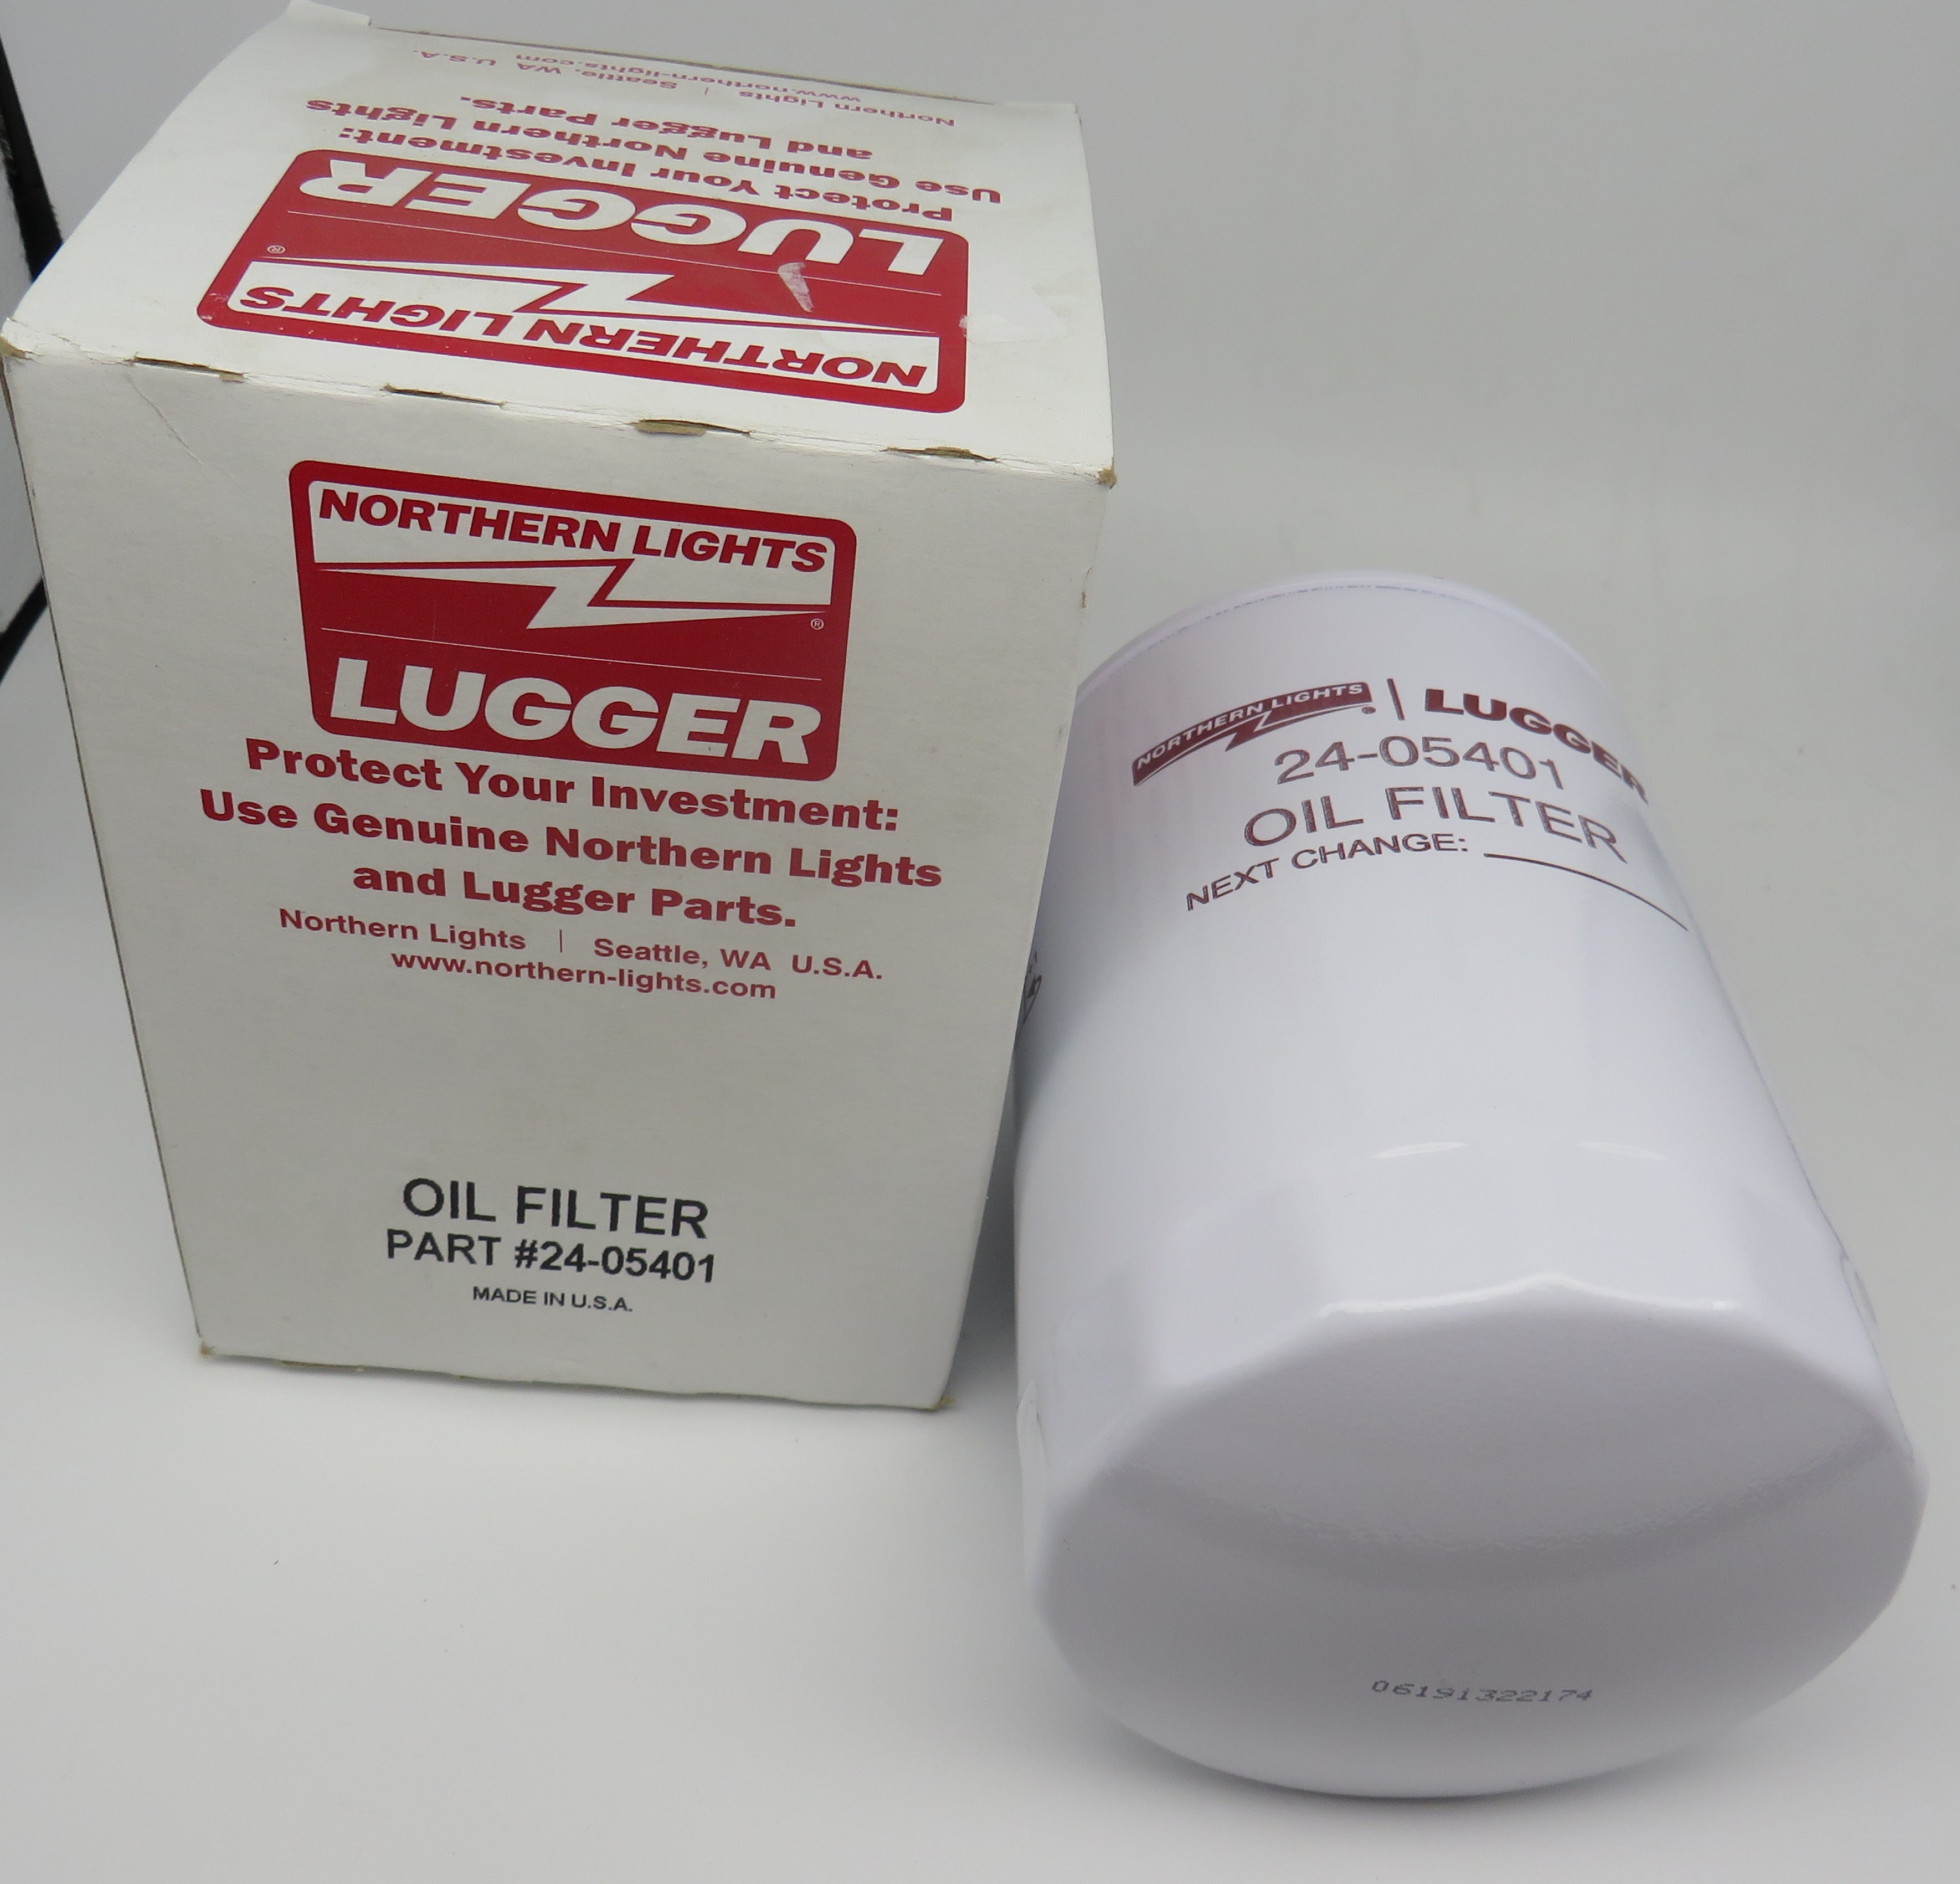 NORTHERN LIGHTS
LUGGER
Protect Your Investment:
Use Genuine Northern Lights
and Lugger Parts.
Northern Lights | Seattle, WA U.S.A.
www.northern-lights.com
NORTHERN LIGHTS
®
LUGGER
Protect Your Investment:
Use Genuine Northern Lights
and Lugger Parts.
Northern Lights | Seattle, WA U.S.A.
www.northern-lights.com
OIL FILTER
PART #24-05401
MADE IN U.S.A.
NORTHERN LIGHTS | LUGGER
24-05401
OIL FILTER
NEXT CHANGE:
06191322174